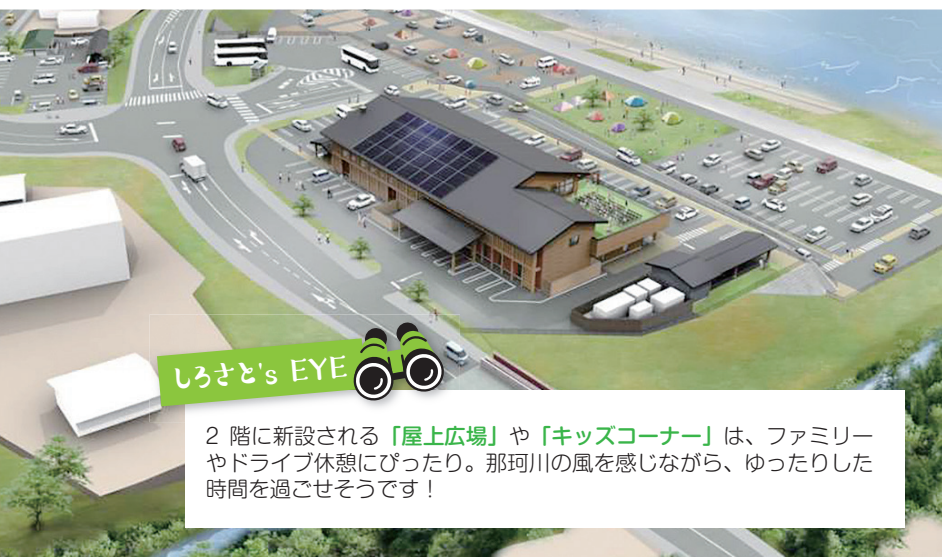 しろさと's EYE
2 階に新設される「屋上広場」や「キッズコーナー」は、ファミリー
やドライブ休憩にぴったり。那珂川の風を感じながら、ゆったりした
時間を過ごせそうです！